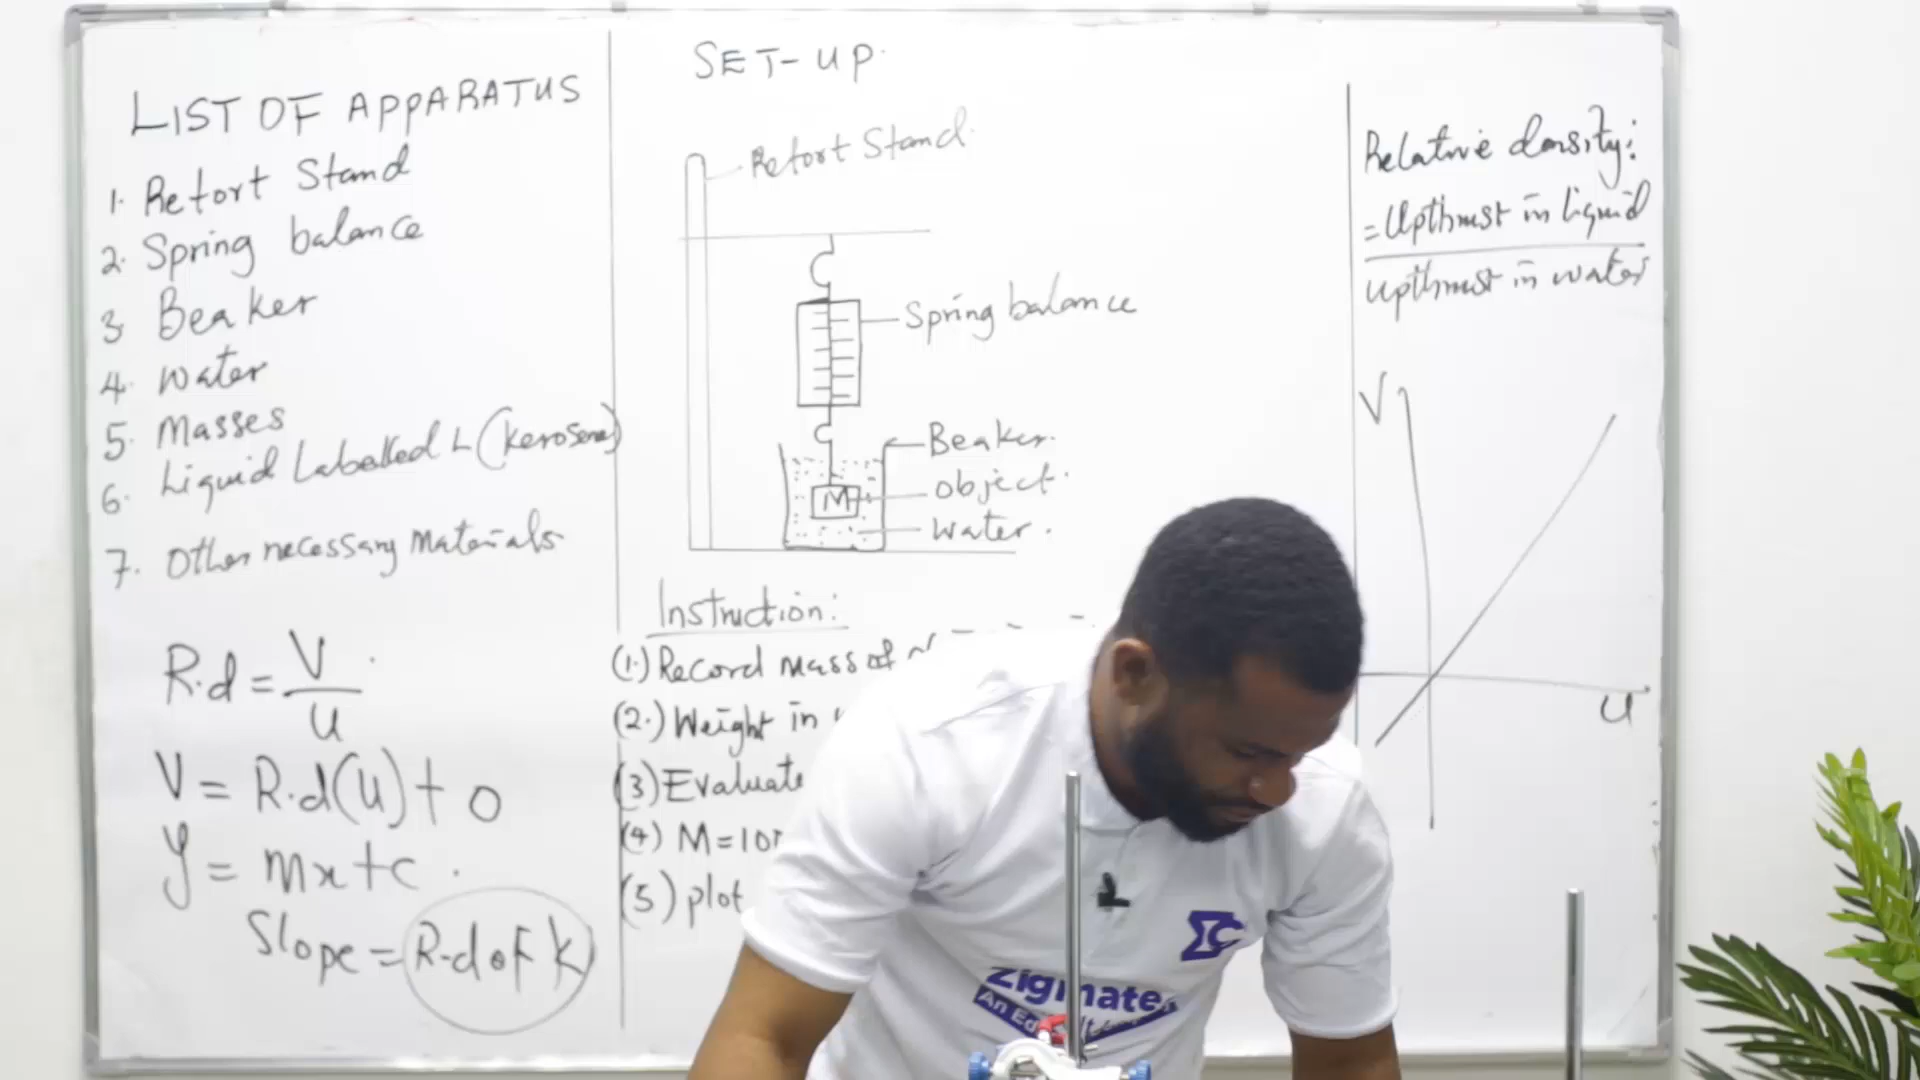 LIST OF APPARATUS
1. Retort Stand
2. Spring balance
3. Beaker
4. Water
5. Masses
6. Liquid Labelled L (Kerosene)
7. Other necessary Materials
R.d = V
U
V = R.d(U) + 0
y = mx + c.
Slope = R.d of K
SET-UP
Retort Stand
Spring balance
Beaker
M
object
Water
Instruction:
(1.) Record mass of
(2.) Weight in
(3) Evaluate
(4) M = 10
(5) plot
Relative density:
= Upthrust in liquid
upthrust in water
V
U
ΣC
Zigmate
An Ed